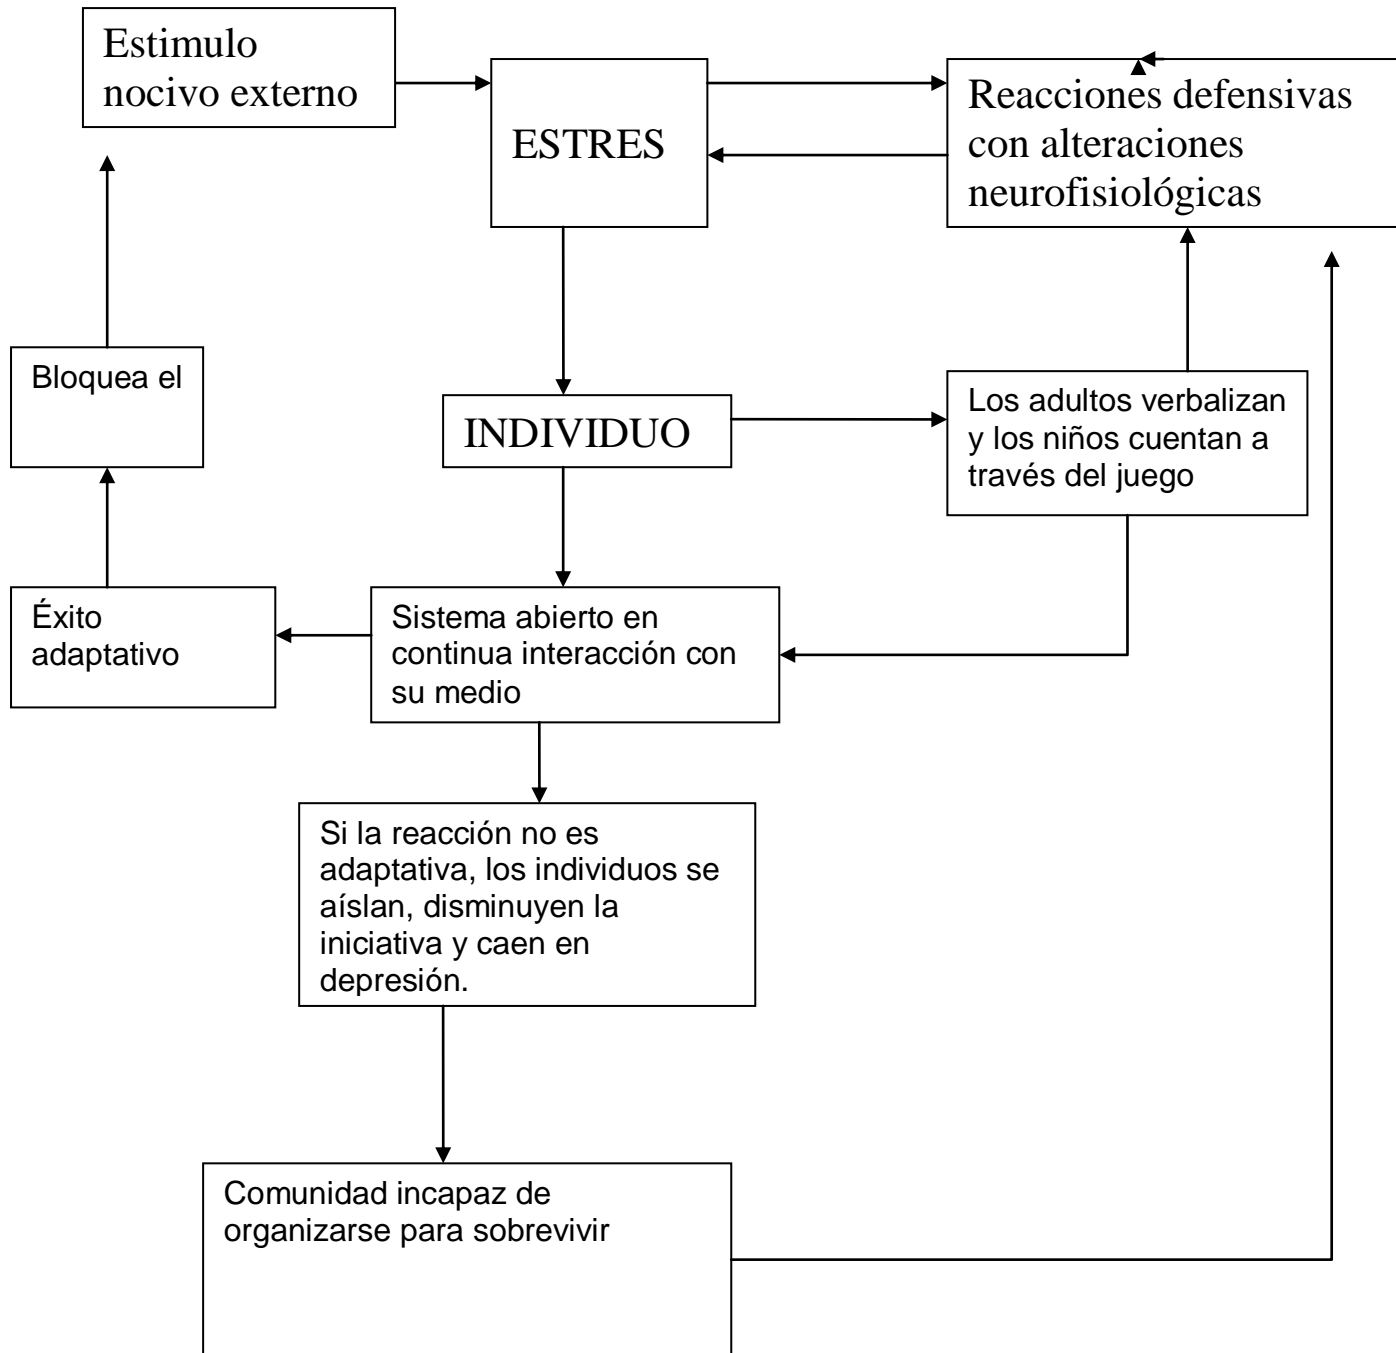 Estimulo
nocivo externo
ESTRES
Reacciones defensivas
con alteraciones
neurofisiológicas
Bloquea el
INDIVIDUO
Los adultos verbalizan
y los niños cuentan a
través del juego
Éxito
adaptativo
Sistema abierto en
continua interacción con
su medio
Si la reacción no es
adaptativa, los individuos se
aíslan, disminuyen la
iniciativa y caen en
depresión.
Comunidad incapaz de
organizarse para sobrevivir